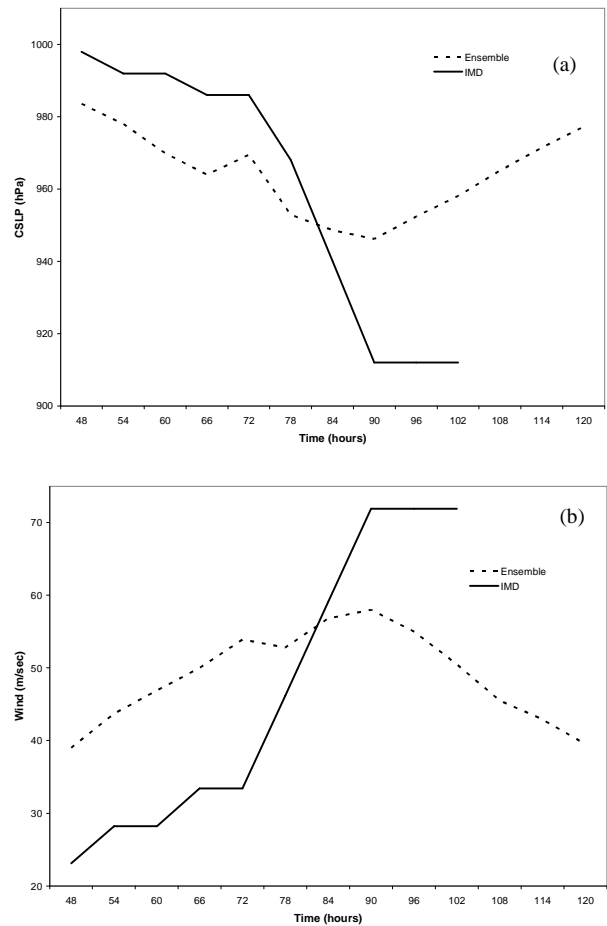 1000
980
960
940
920
900
CSLP (hPa)
Ensemble
IMD
(a)
48 54 60 66 72 78 84 90 96 102 108 114 120
Time (hours)
70
60
50
40
30
20
Wind (m/sec)
(b)
Ensemble
IMD
48 54 60 66 72 78 84 90 96 102 108 114 120
Time (hours)